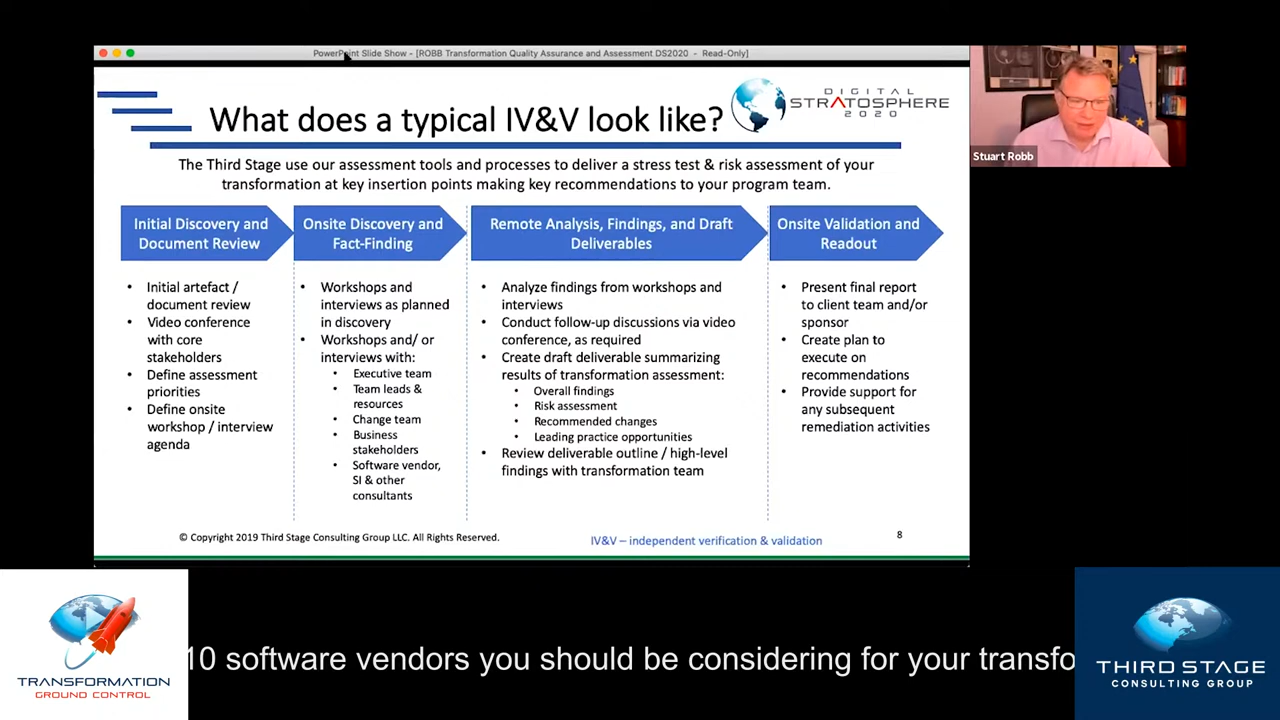 PowerPoint Slide Show - [ROBB Transformation Quality Assurance and Assessment DS2020 - Read-Only]
What does a typical IV&V look like?
DIGITAL
STRATOSPHERE
2020
Stuart Robb
The Third Stage use our assessment tools and processes to deliver a stress test & risk assessment of your
transformation at key insertion points making key recommendations to your program team.
Initial Discovery and
Document Review
• Initial artefact /
document review
• Video conference
with core
stakeholders
• Define assessment
priorities
• Define onsite
workshop / interview
agenda
Onsite Discovery and
Fact-Finding
• Workshops and
interviews as planned
in discovery
• Workshops and/ or
interviews with:
• Executive team
• Team leads &
resources
• Change team
• Business
stakeholders
• Software vendor,
SI & other
consultants
Remote Analysis, Findings, and Draft
Deliverables
• Analyze findings from workshops and
interviews
• Conduct follow-up discussions via video
conference, as required
• Create draft deliverable summarizing
results of transformation assessment:
• Overall findings
• Risk assessment
• Recommended changes
• Leading practice opportunities
• Review deliverable outline / high-level
findings with transformation team
Onsite Validation and
Readout
• Present final report
to client team and/or
sponsor
• Create plan to
execute on
recommendations
• Provide support for
any subsequent
remediation activities
© Copyright 2019 Third Stage Consulting Group LLC. All Rights Reserved.
IV&V – independent verification & validation
8
TRANSFORMATION
GROUND CONTROL
10 software vendors you should be considering for your transfo
THIRD STAGE
CONSULTING GROUP